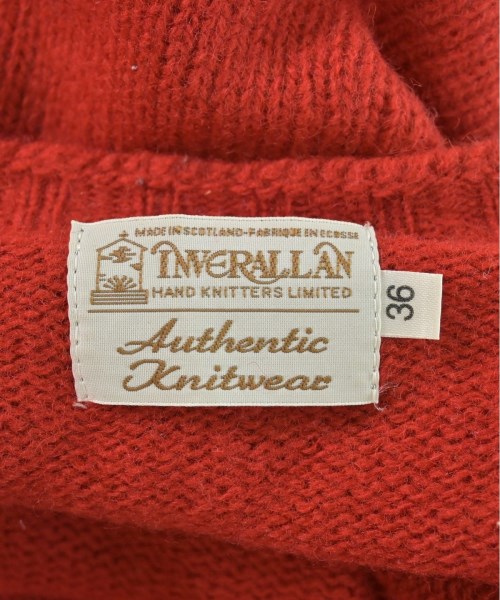 MADE IN SCOTLAND-FABRIQUE EN ECOSSE
INVERALLAN
HAND KNITTERS LIMITED
Authentic
Knitwear
36